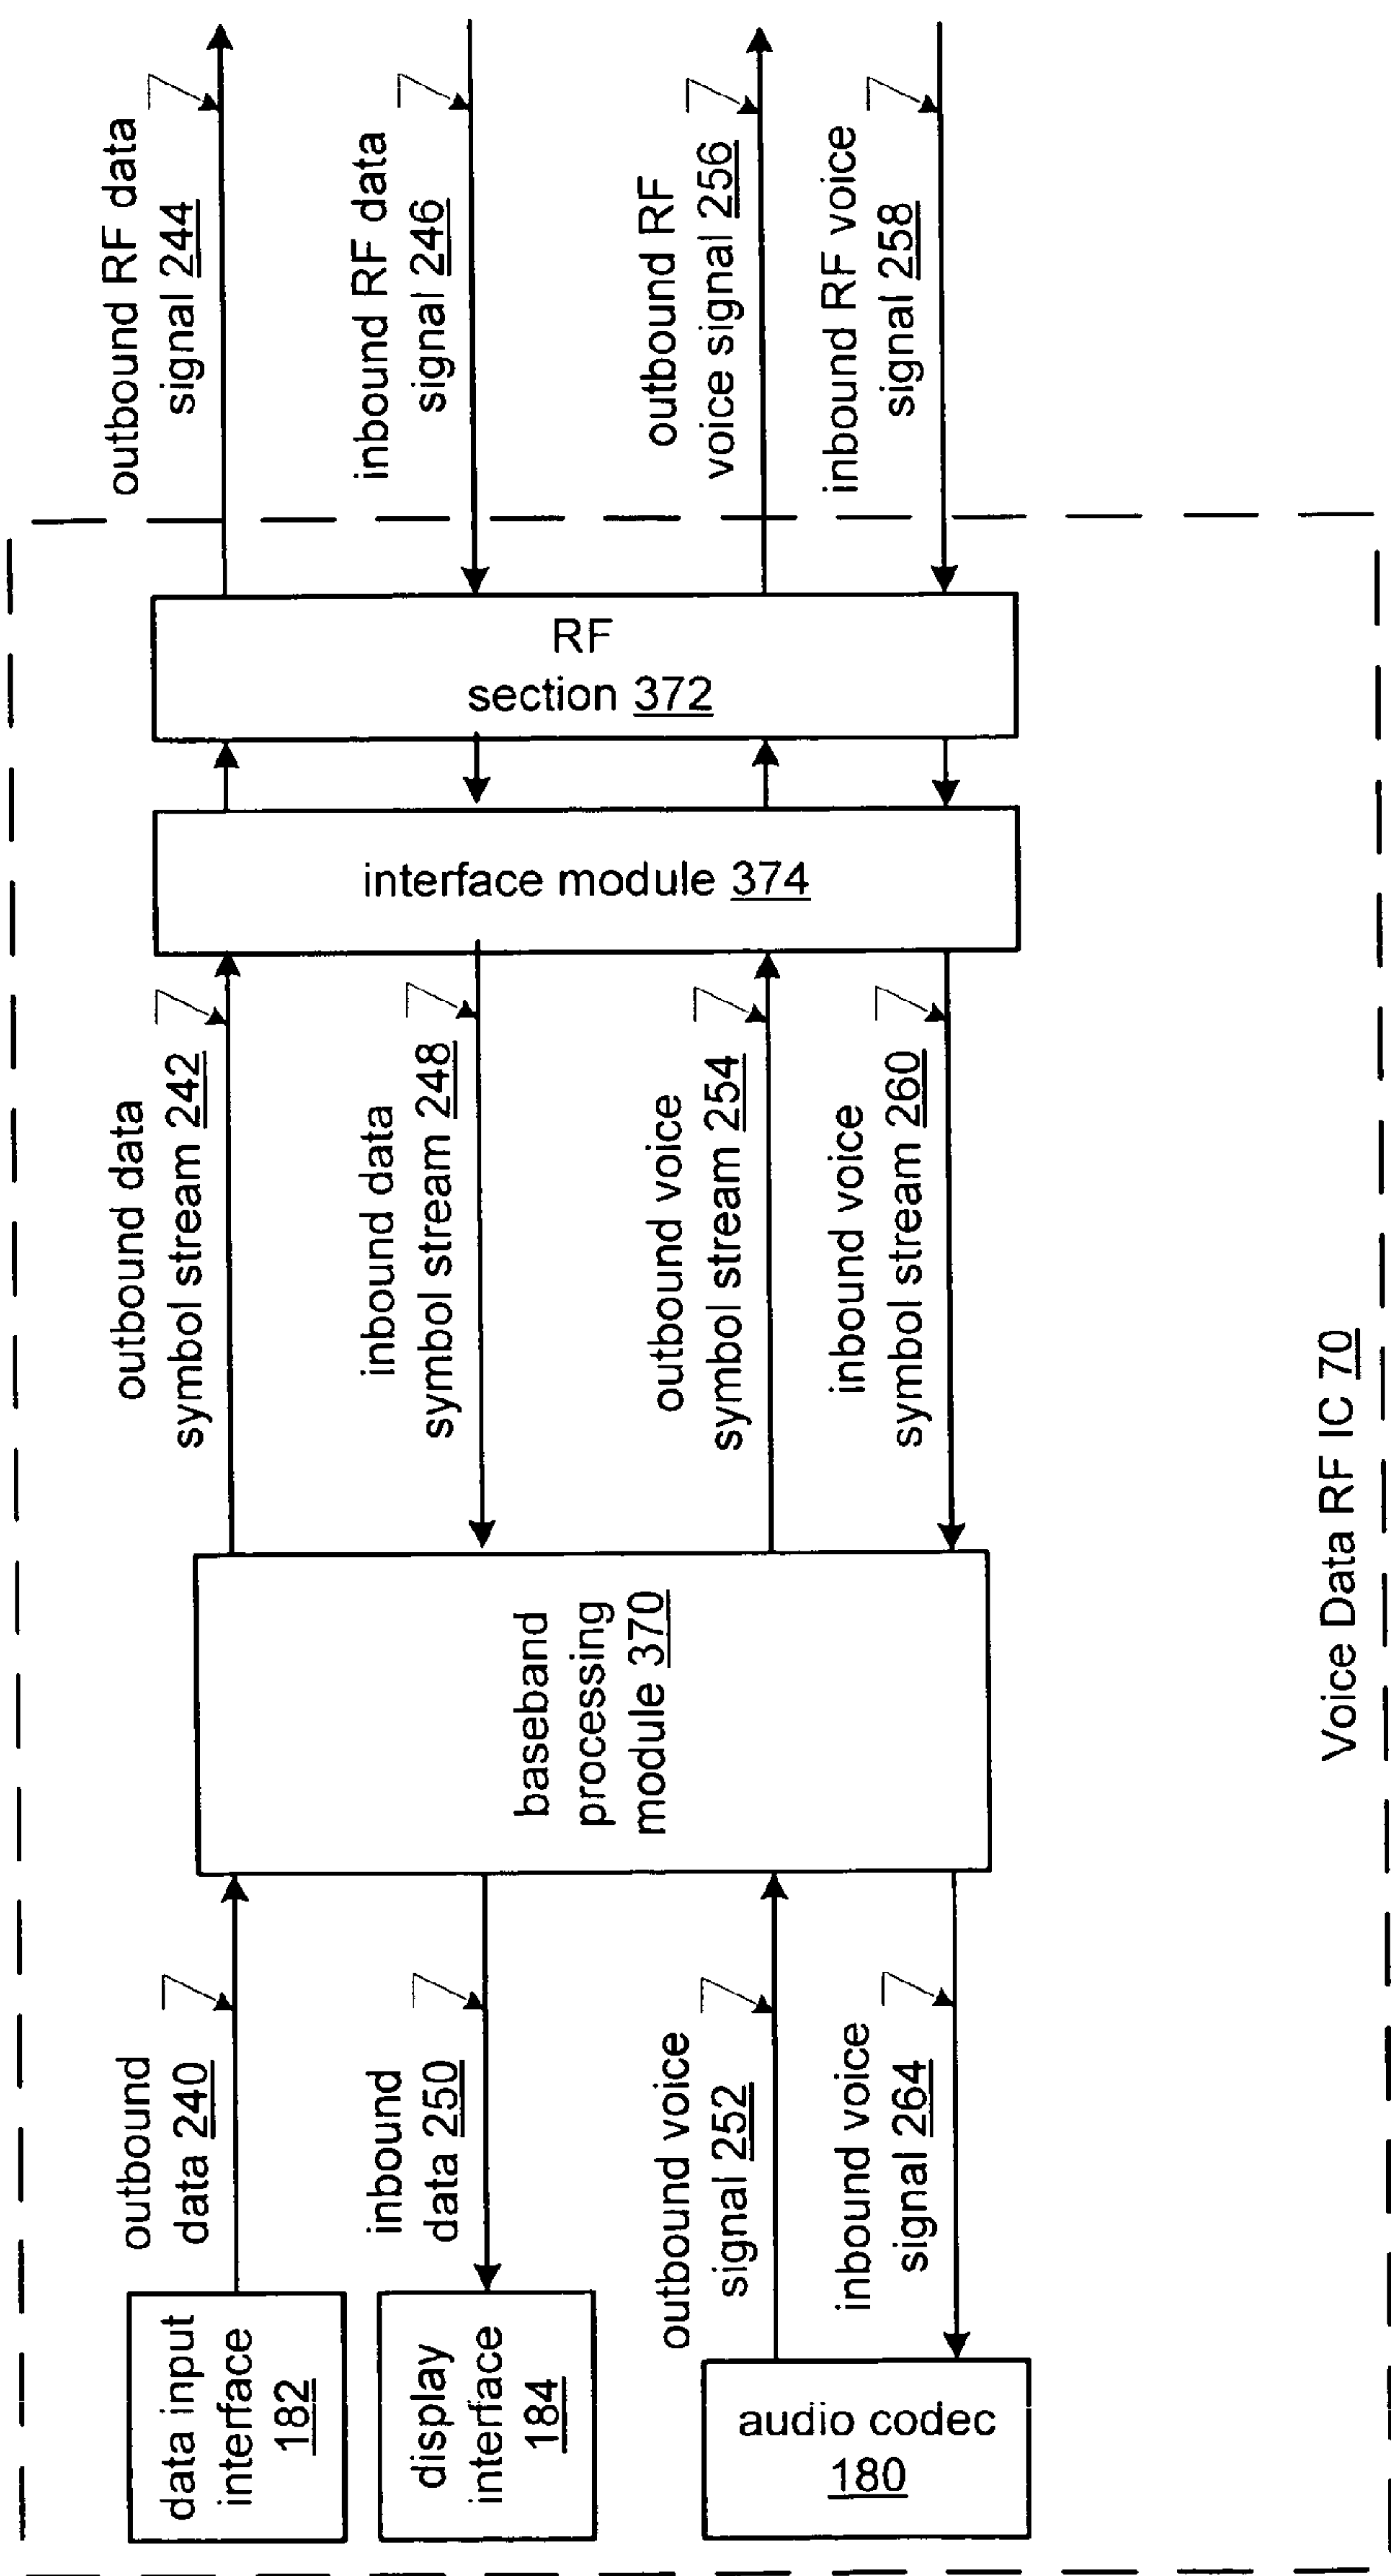 data input
interface
182
display
interface
184
audio codec
180
outbound
data 240
inbound
data 250
outbound voice
signal 252
inbound voice
signal 264
baseband
processing
module 370
outbound data
symbol stream 242
inbound data
symbol stream 248
outbound voice
symbol stream 254
inbound voice
symbol stream 260
interface module 374
RF
section 372
outbound RF data
signal 244
inbound RF data
signal 246
outbound RF
voice signal 256
inbound RF voice
signal 258
Voice Data RF IC 70